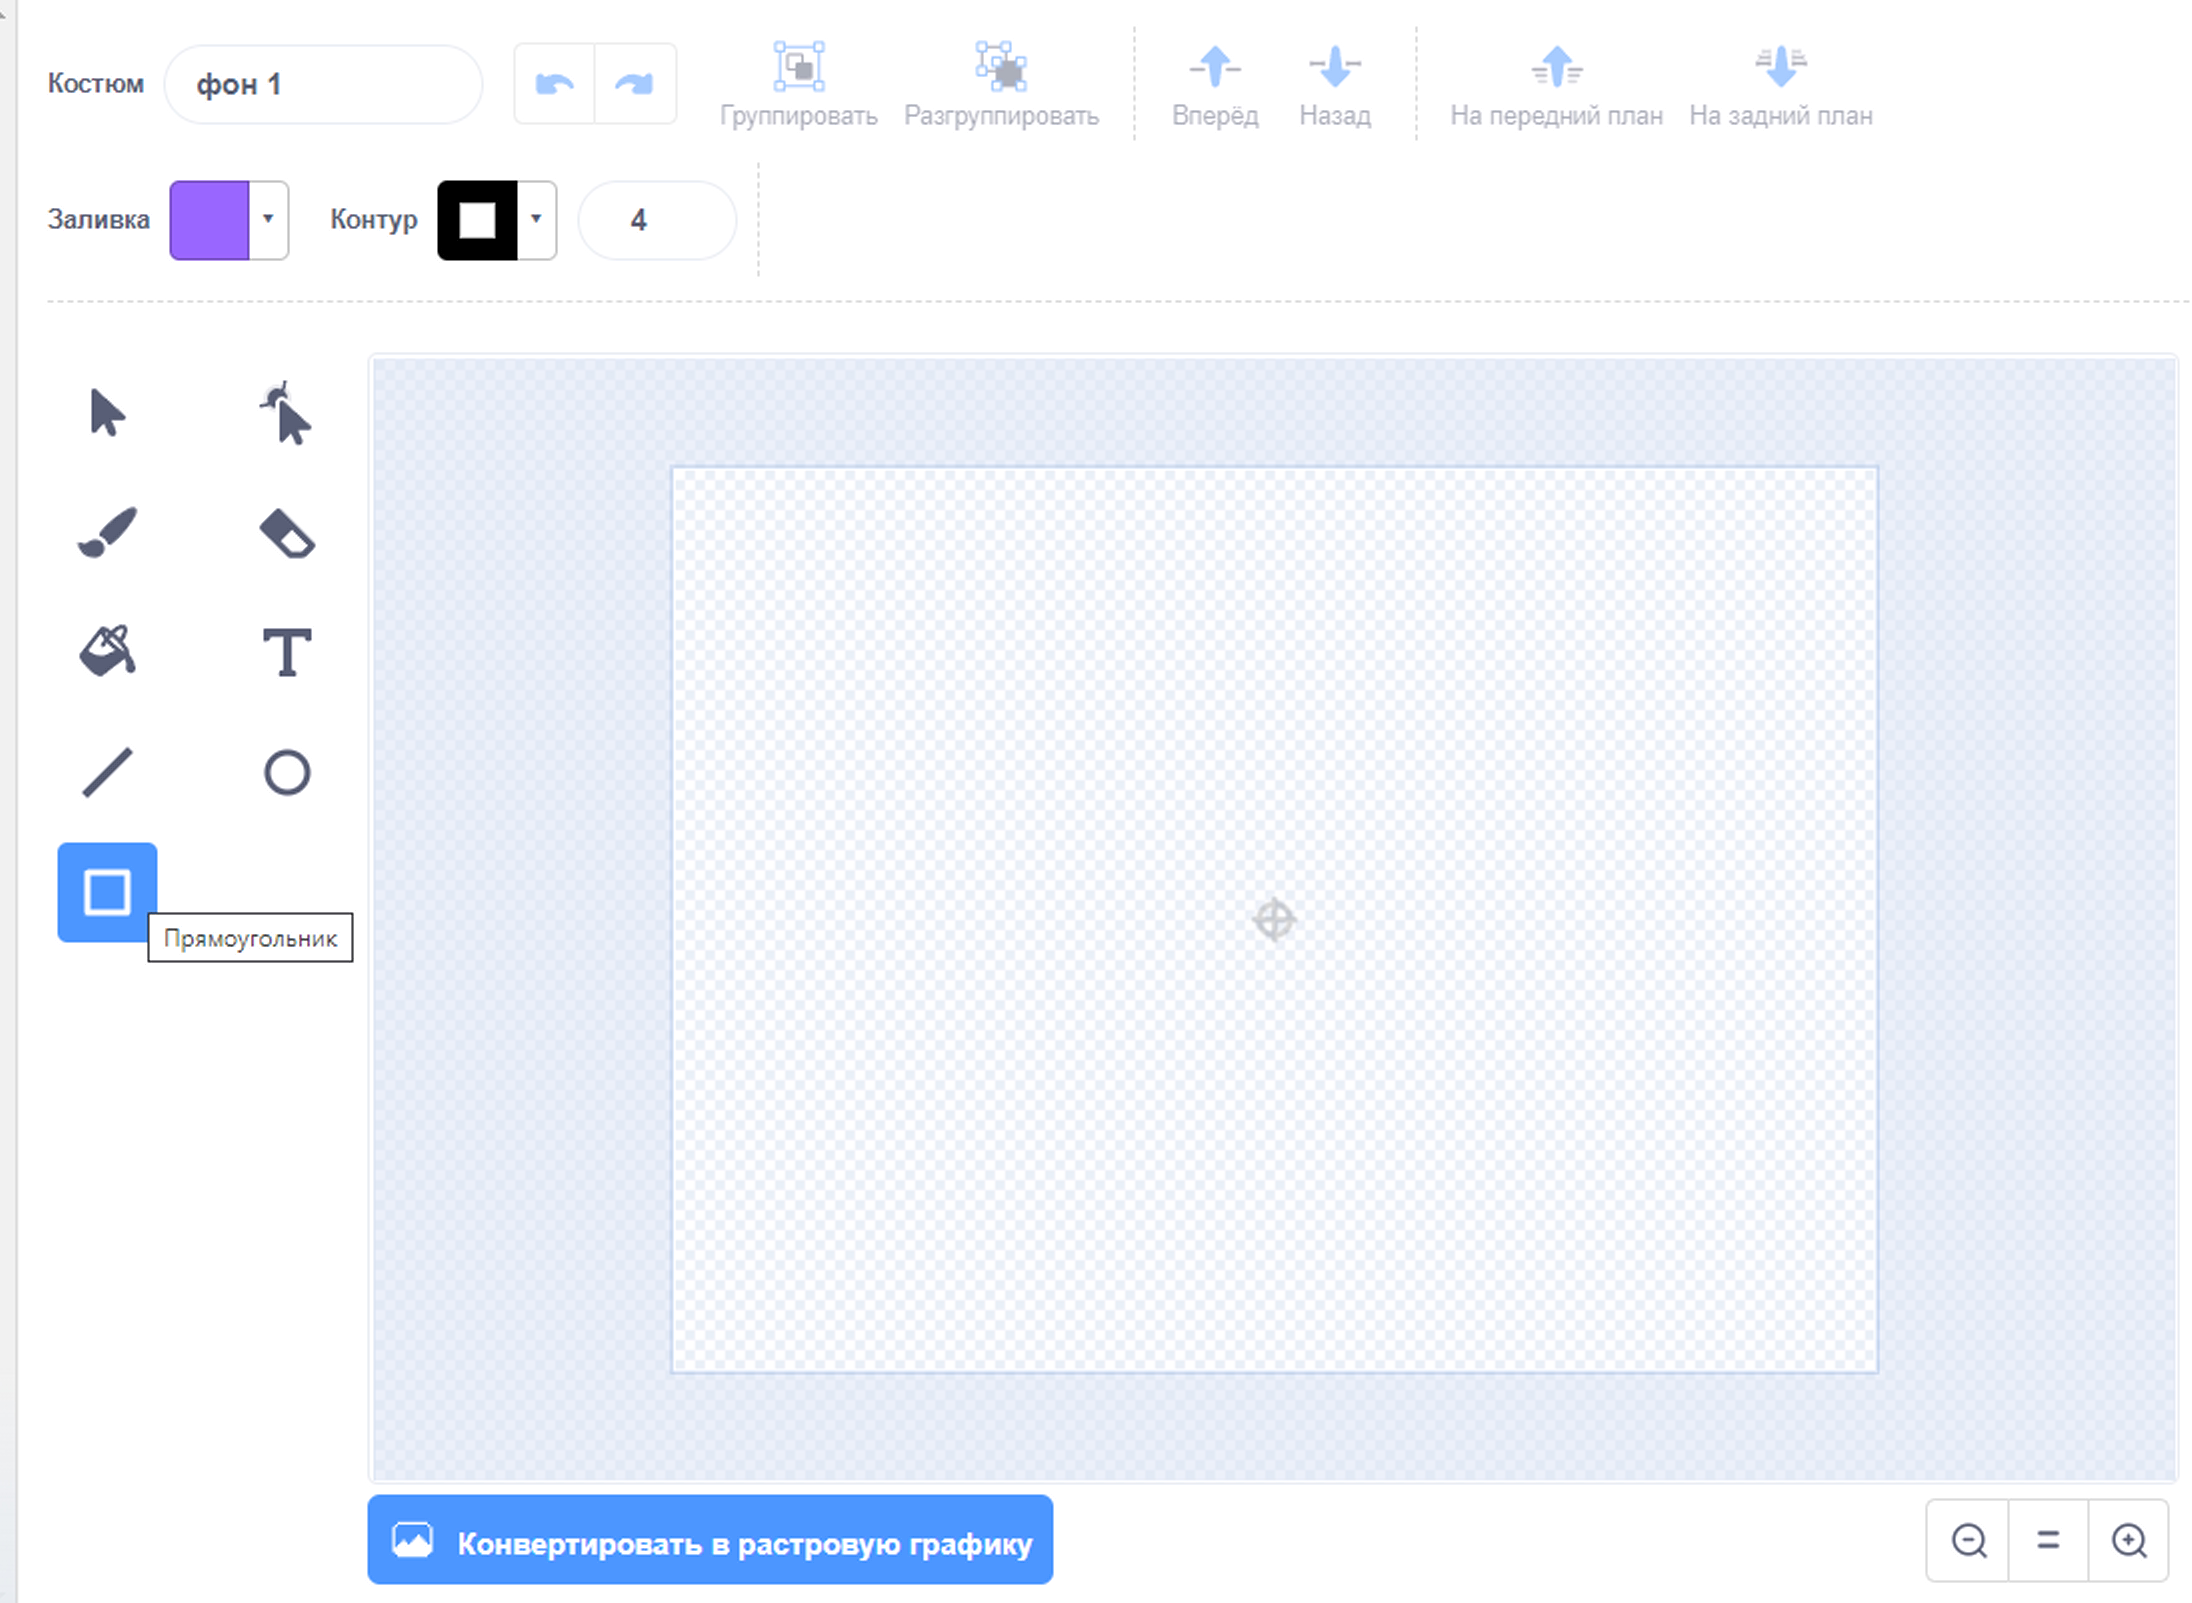 Костюм
фон 1
Группировать
Разгруппировать
Вперёд
Назад
На передний план
На задний план
Заливка
Контур
4
Прямоугольник
Конвертировать в растровую графику